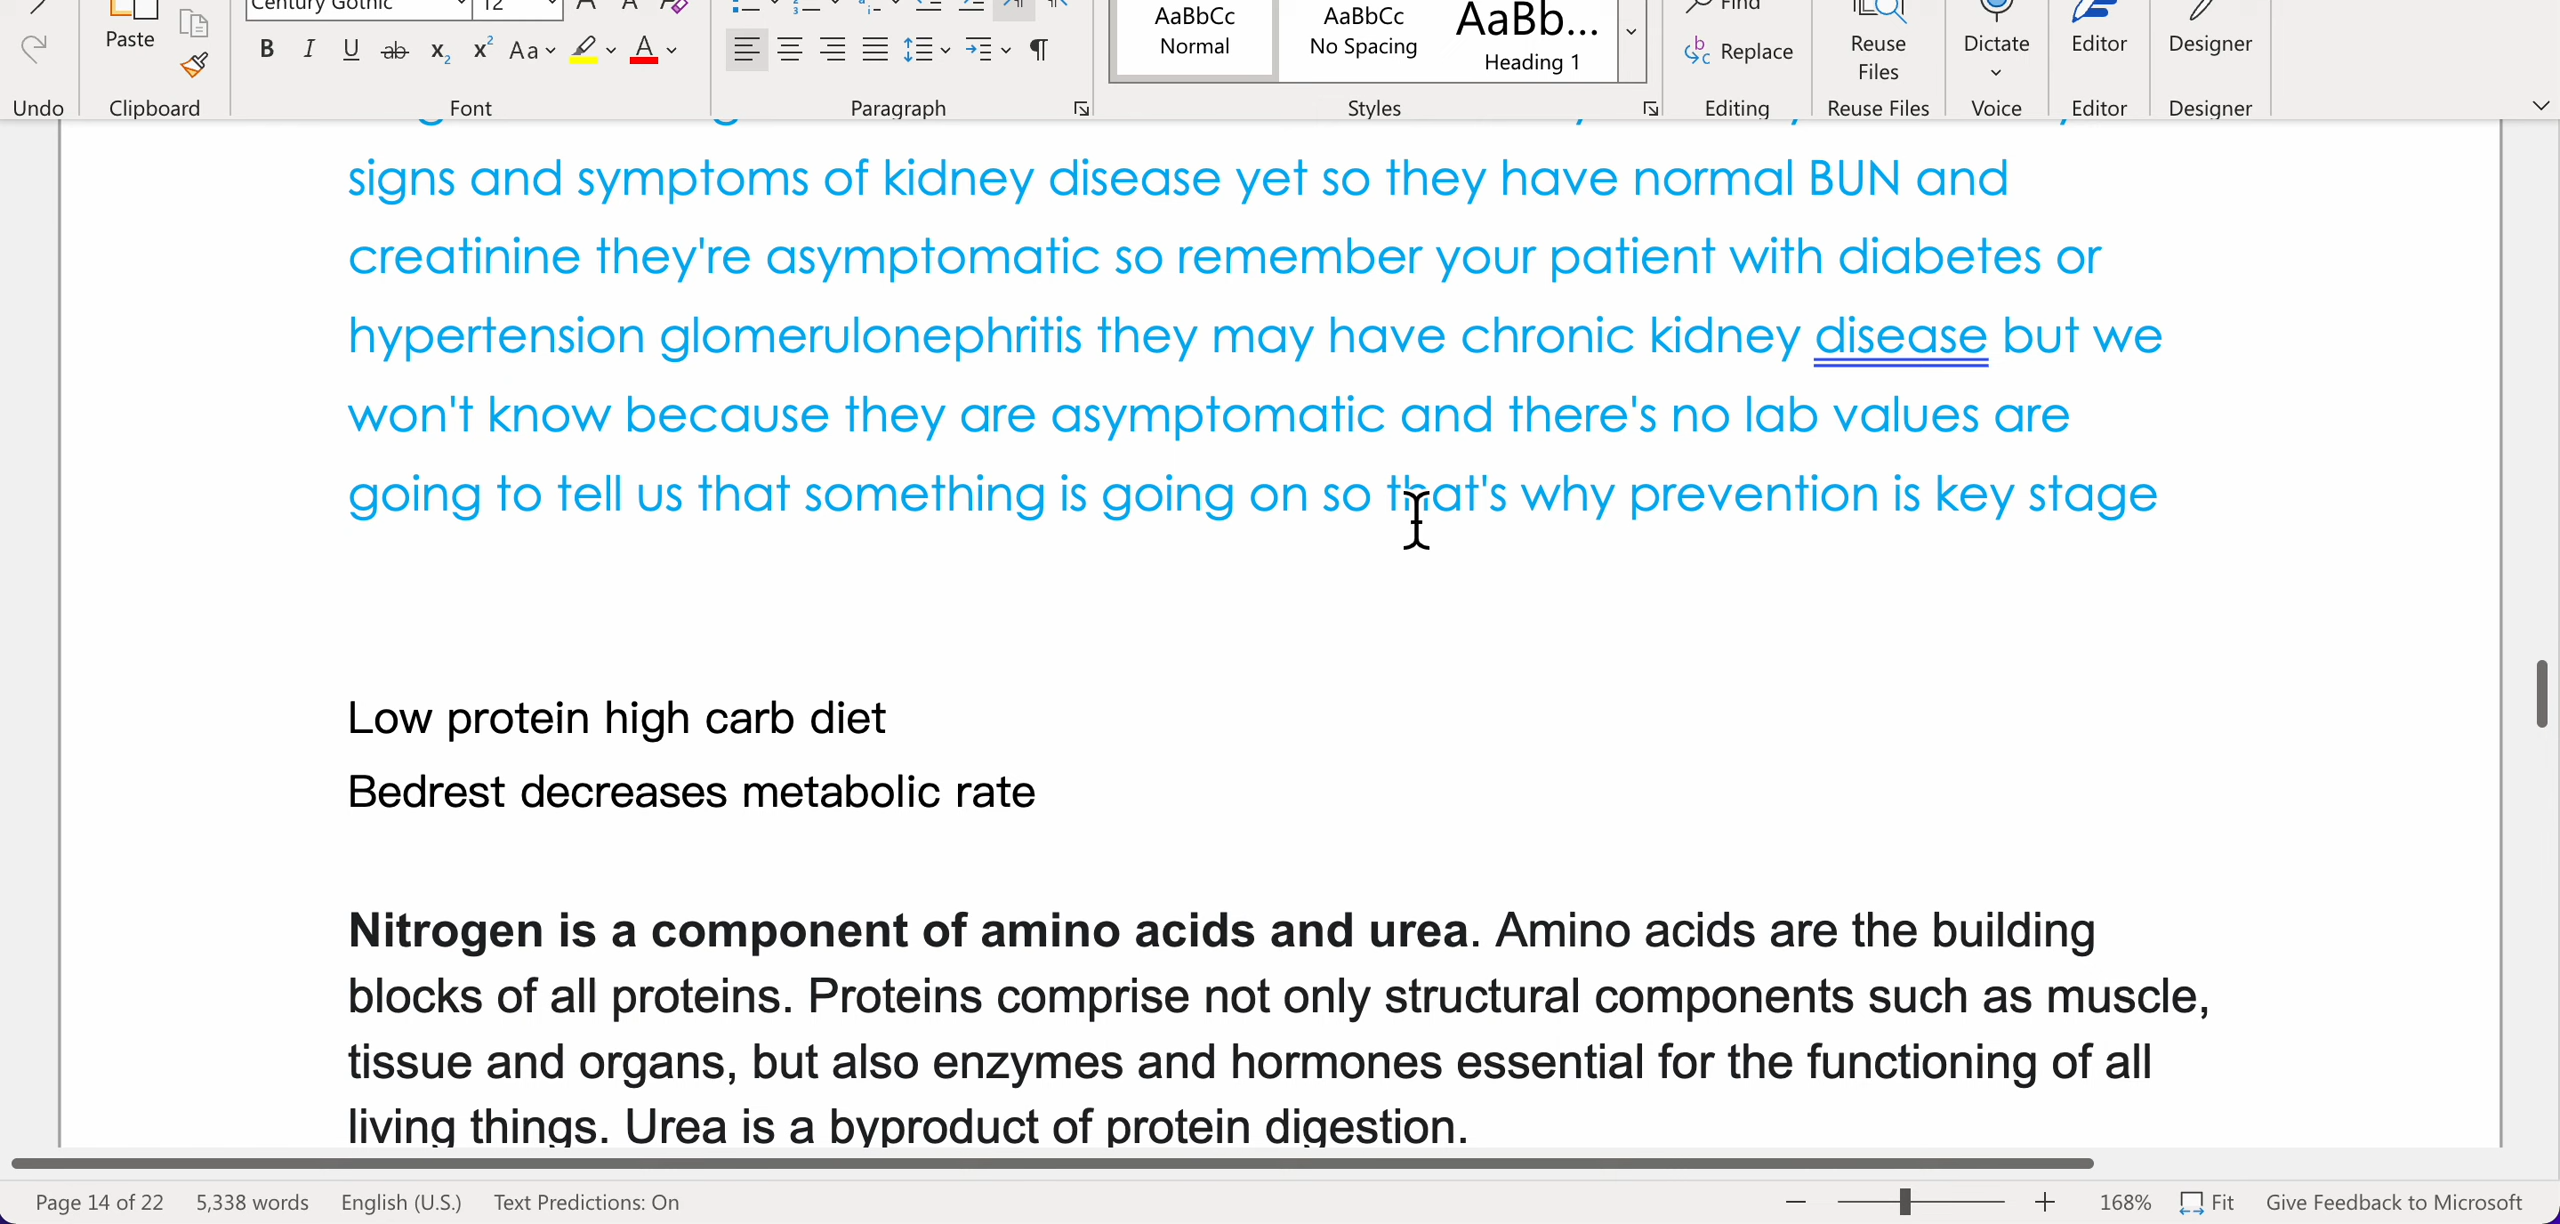 Century Gothic 12
Find
Paste
B I U ab x₂ x² Aa A
AaBbCc AaBbCc AaBb...
Normal No Spacing Heading 1
Replace
Reuse Files
Dictate
Editor
Designer
Undo Clipboard Font Paragraph Styles Editing Reuse Files Voice Editor Designer
signs and symptoms of kidney disease yet so they have normal BUN and
creatinine they're asymptomatic so remember your patient with diabetes or
hypertension glomerulonephritis they may have chronic kidney disease but we
won't know because they are asymptomatic and there's no lab values are
going to tell us that something is going on so that's why prevention is key stage
Low protein high carb diet
Bedrest decreases metabolic rate
Nitrogen is a component of amino acids and urea. Amino acids are the building
blocks of all proteins. Proteins comprise not only structural components such as muscle,
tissue and organs, but also enzymes and hormones essential for the functioning of all
living things. Urea is a byproduct of protein digestion.
Page 14 of 22 5,338 words English (U.S.) Text Predictions: On 168% Fit Give Feedback to Microsoft